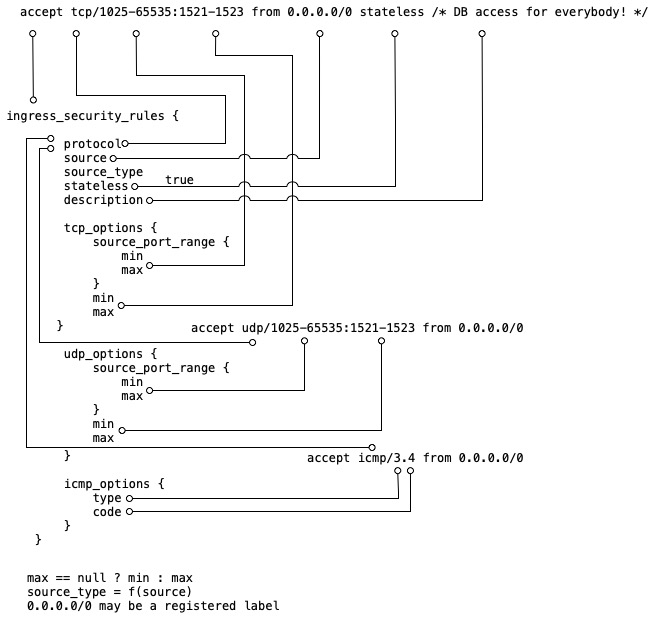 accept tcp/1025-65535:1521-1523 from 0.0.0.0/0 stateless /* DB access for everybody! */
ingress_security_rules {
protocol
source
source_type
stateless true
description
tcp_options {
source_port_range {
min
max
}
min
max
}
accept udp/1025-65535:1521-1523 from 0.0.0.0/0
udp_options {
source_port_range {
min
max
}
min
max
}
accept icmp/3.4 from 0.0.0.0/0
icmp_options {
type
code
}
}
max == null ? min : max
source_type = f(source)
0.0.0.0/0 may be a registered label